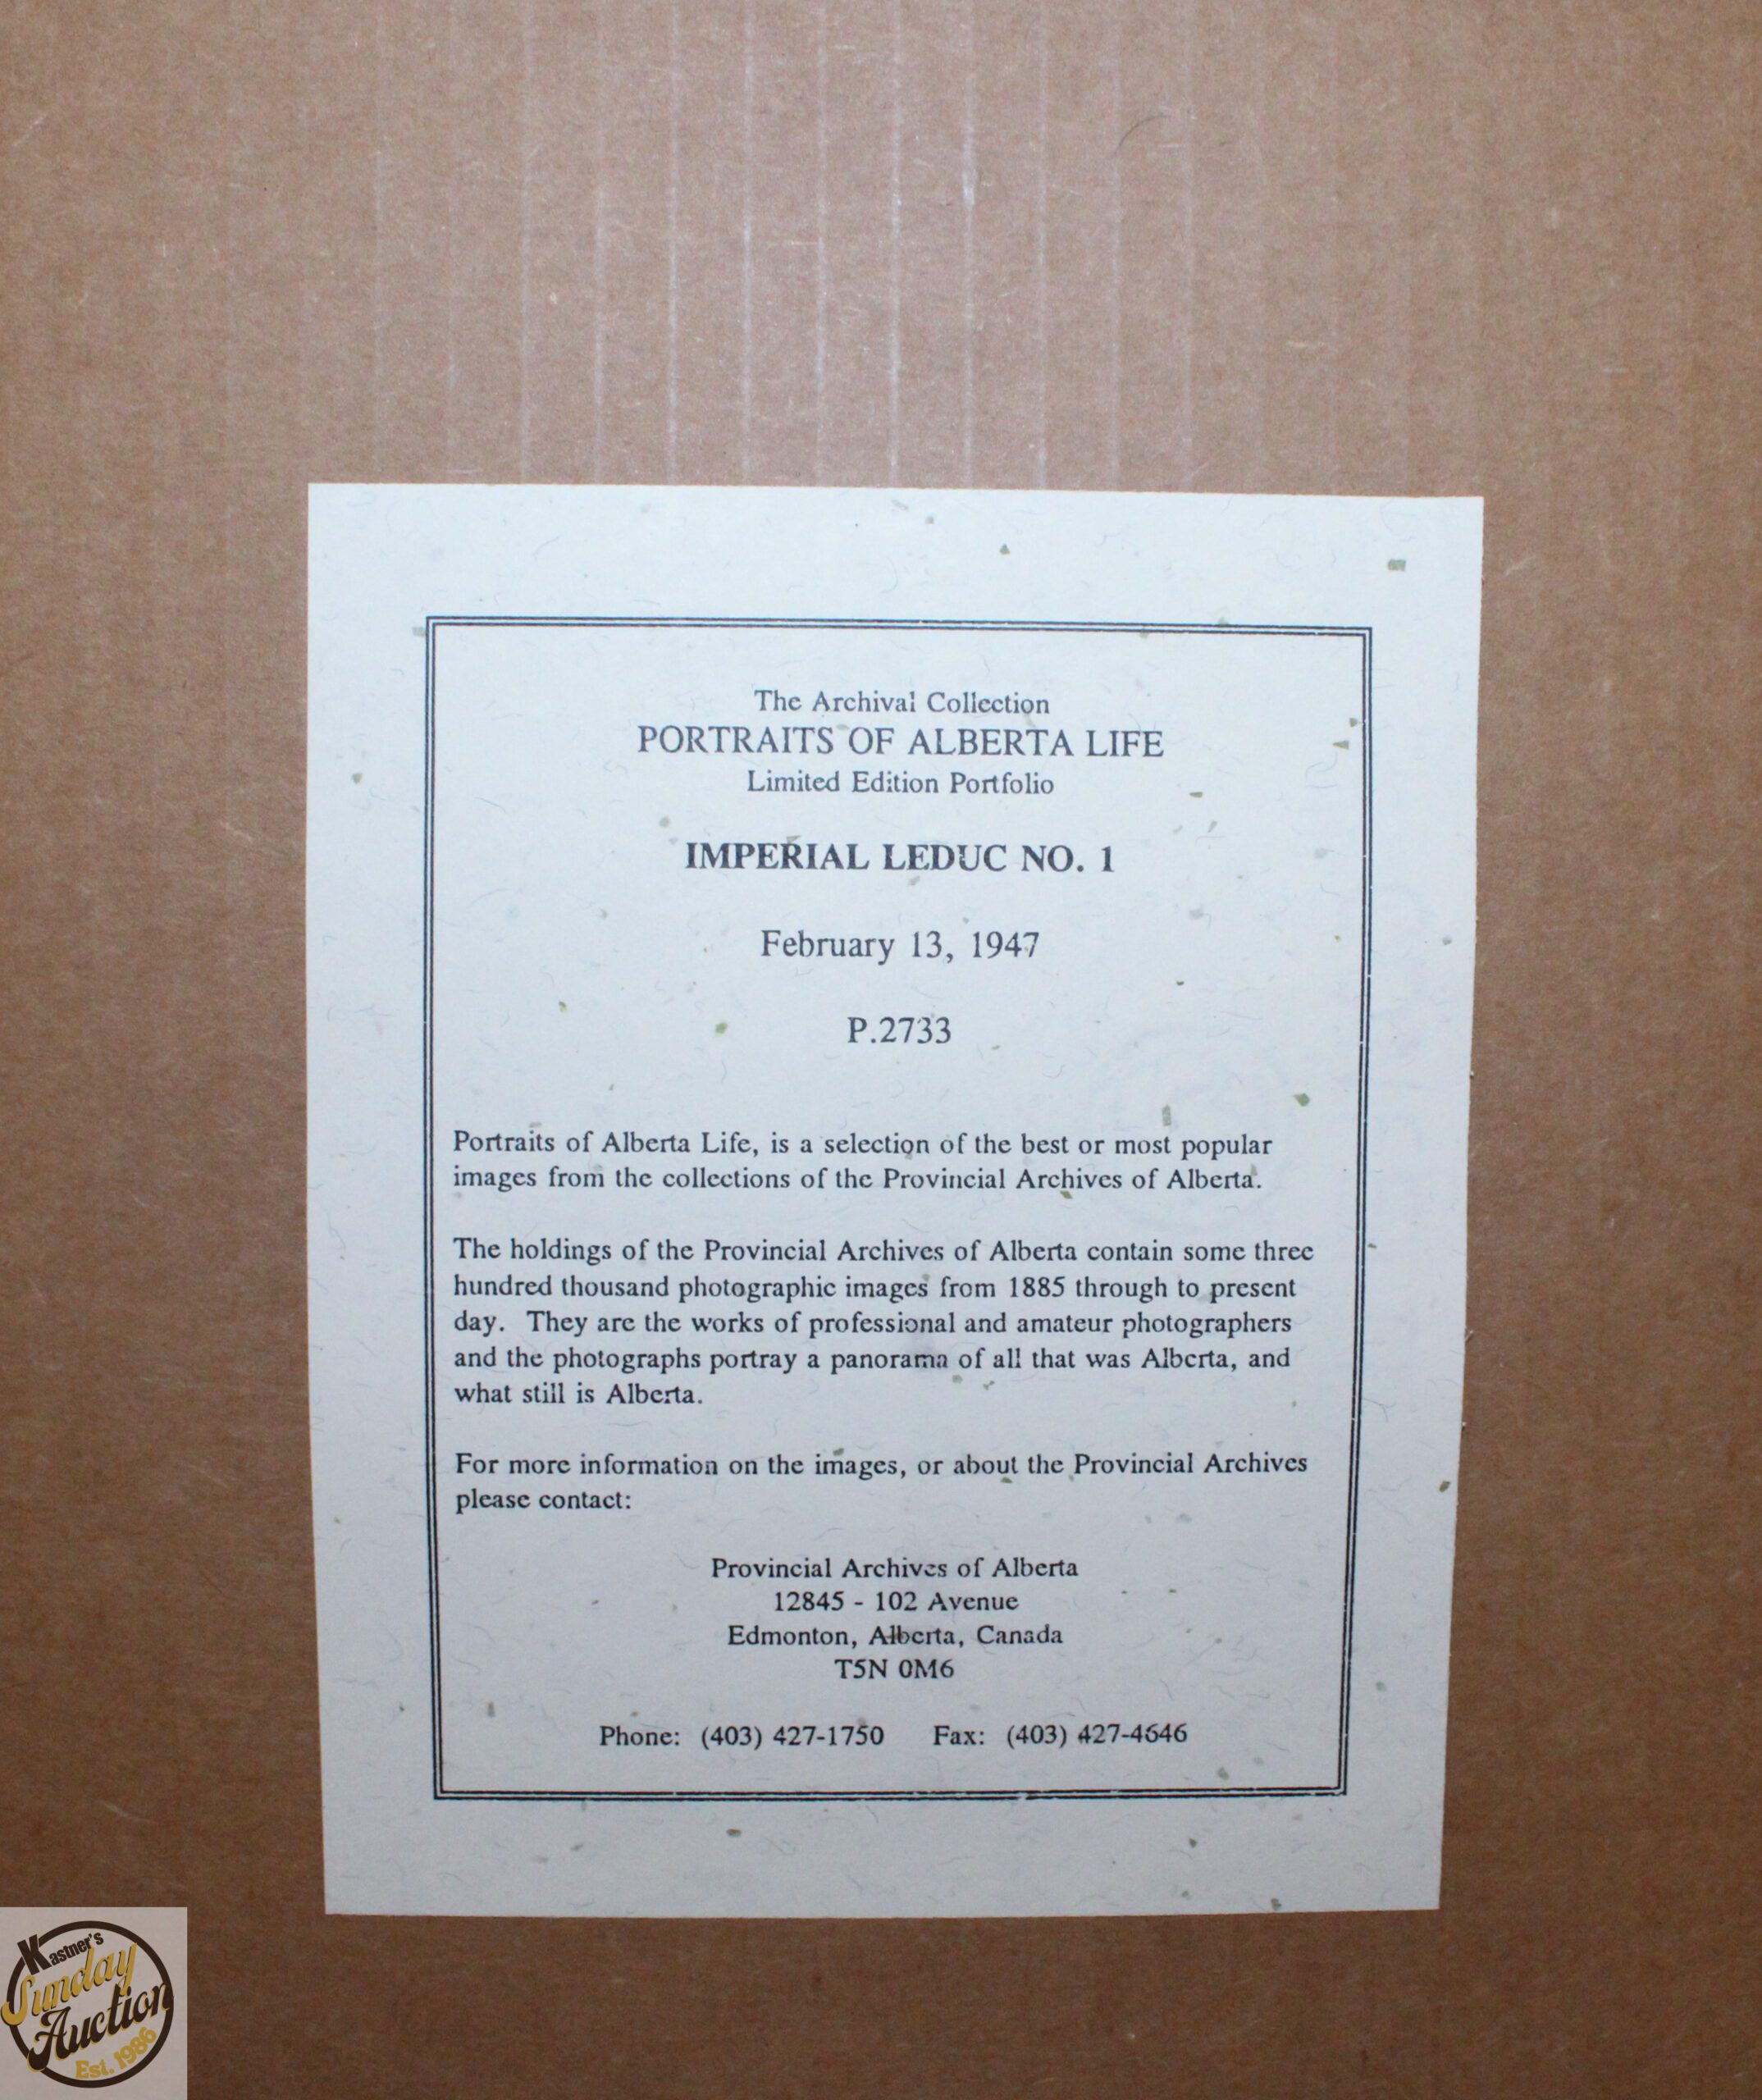 The Archival Collection
PORTRAITS OF ALBERTA LIFE
Limited Edition Portfolio
IMPERIAL LEDUC NO. 1
February 13, 1947
P.2733
Portraits of Alberta Life, is a selection of the best or most popular
images from the collections of the Provincial Archives of Alberta.
The holdings of the Provincial Archives of Alberta contain some three
hundred thousand photographic images from 1885 through to present
day. They are the works of professional and amateur photographers
and the photographs portray a panorama of all that was Alberta, and
what still is Alberta.
For more information on the images, or about the Provincial Archives
please contact:
Provincial Archives of Alberta
12845 - 102 Avenue
Edmonton, Alberta, Canada
T5N 0M6
Phone: (403) 427-1750 Fax: (403) 427-4646
Kastner's
Sunday
Auction
Est. 1986